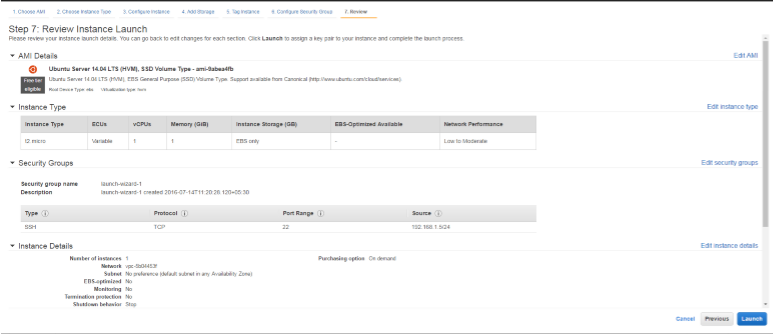 1. Choose AMI 2. Choose Instance Type 3. Configure Instance 4. Add Storage 5. Tag Instance 6. Configure Security Group 7. Review
Step 7: Review Instance Launch
Please review your instance launch details. You can go back to edit changes for each section. Click Launch to assign a key pair to your instance and complete the launch process.
AMI Details Edit AMI
Ubuntu Server 14.04 LTS (HVM), SSD Volume Type - ami-9abea4fb
Free tier eligible
Ubuntu Server 14.04 LTS (HVM), EBS General Purpose (SSD) Volume Type. Support available from Canonical (http://www.ubuntu.com/cloud/services).
Root Device Type: ebs Virtualization type: hvm
Instance Type Edit instance type
Instance Type ECUs vCPUs Memory (GiB) Instance Storage (GB) EBS-Optimized Available Network Performance
t2.micro Variable 1 1 EBS only - Low to Moderate
Security Groups Edit security groups
Security group name launch-wizard-1
Description launch-wizard-1 created 2016-07-14T11:20:26.120+05:30
Type Protocol Port Range Source
SSH TCP 22 192.168.1.5/24
Instance Details Edit instance details
Number of instances 1 Purchasing option On demand
Network vpc-5b04453f
Subnet No preference (default subnet in any Availability Zone)
EBS-optimized No
Monitoring No
Termination protection No
Shutdown behavior Stop
Cancel Previous Launch